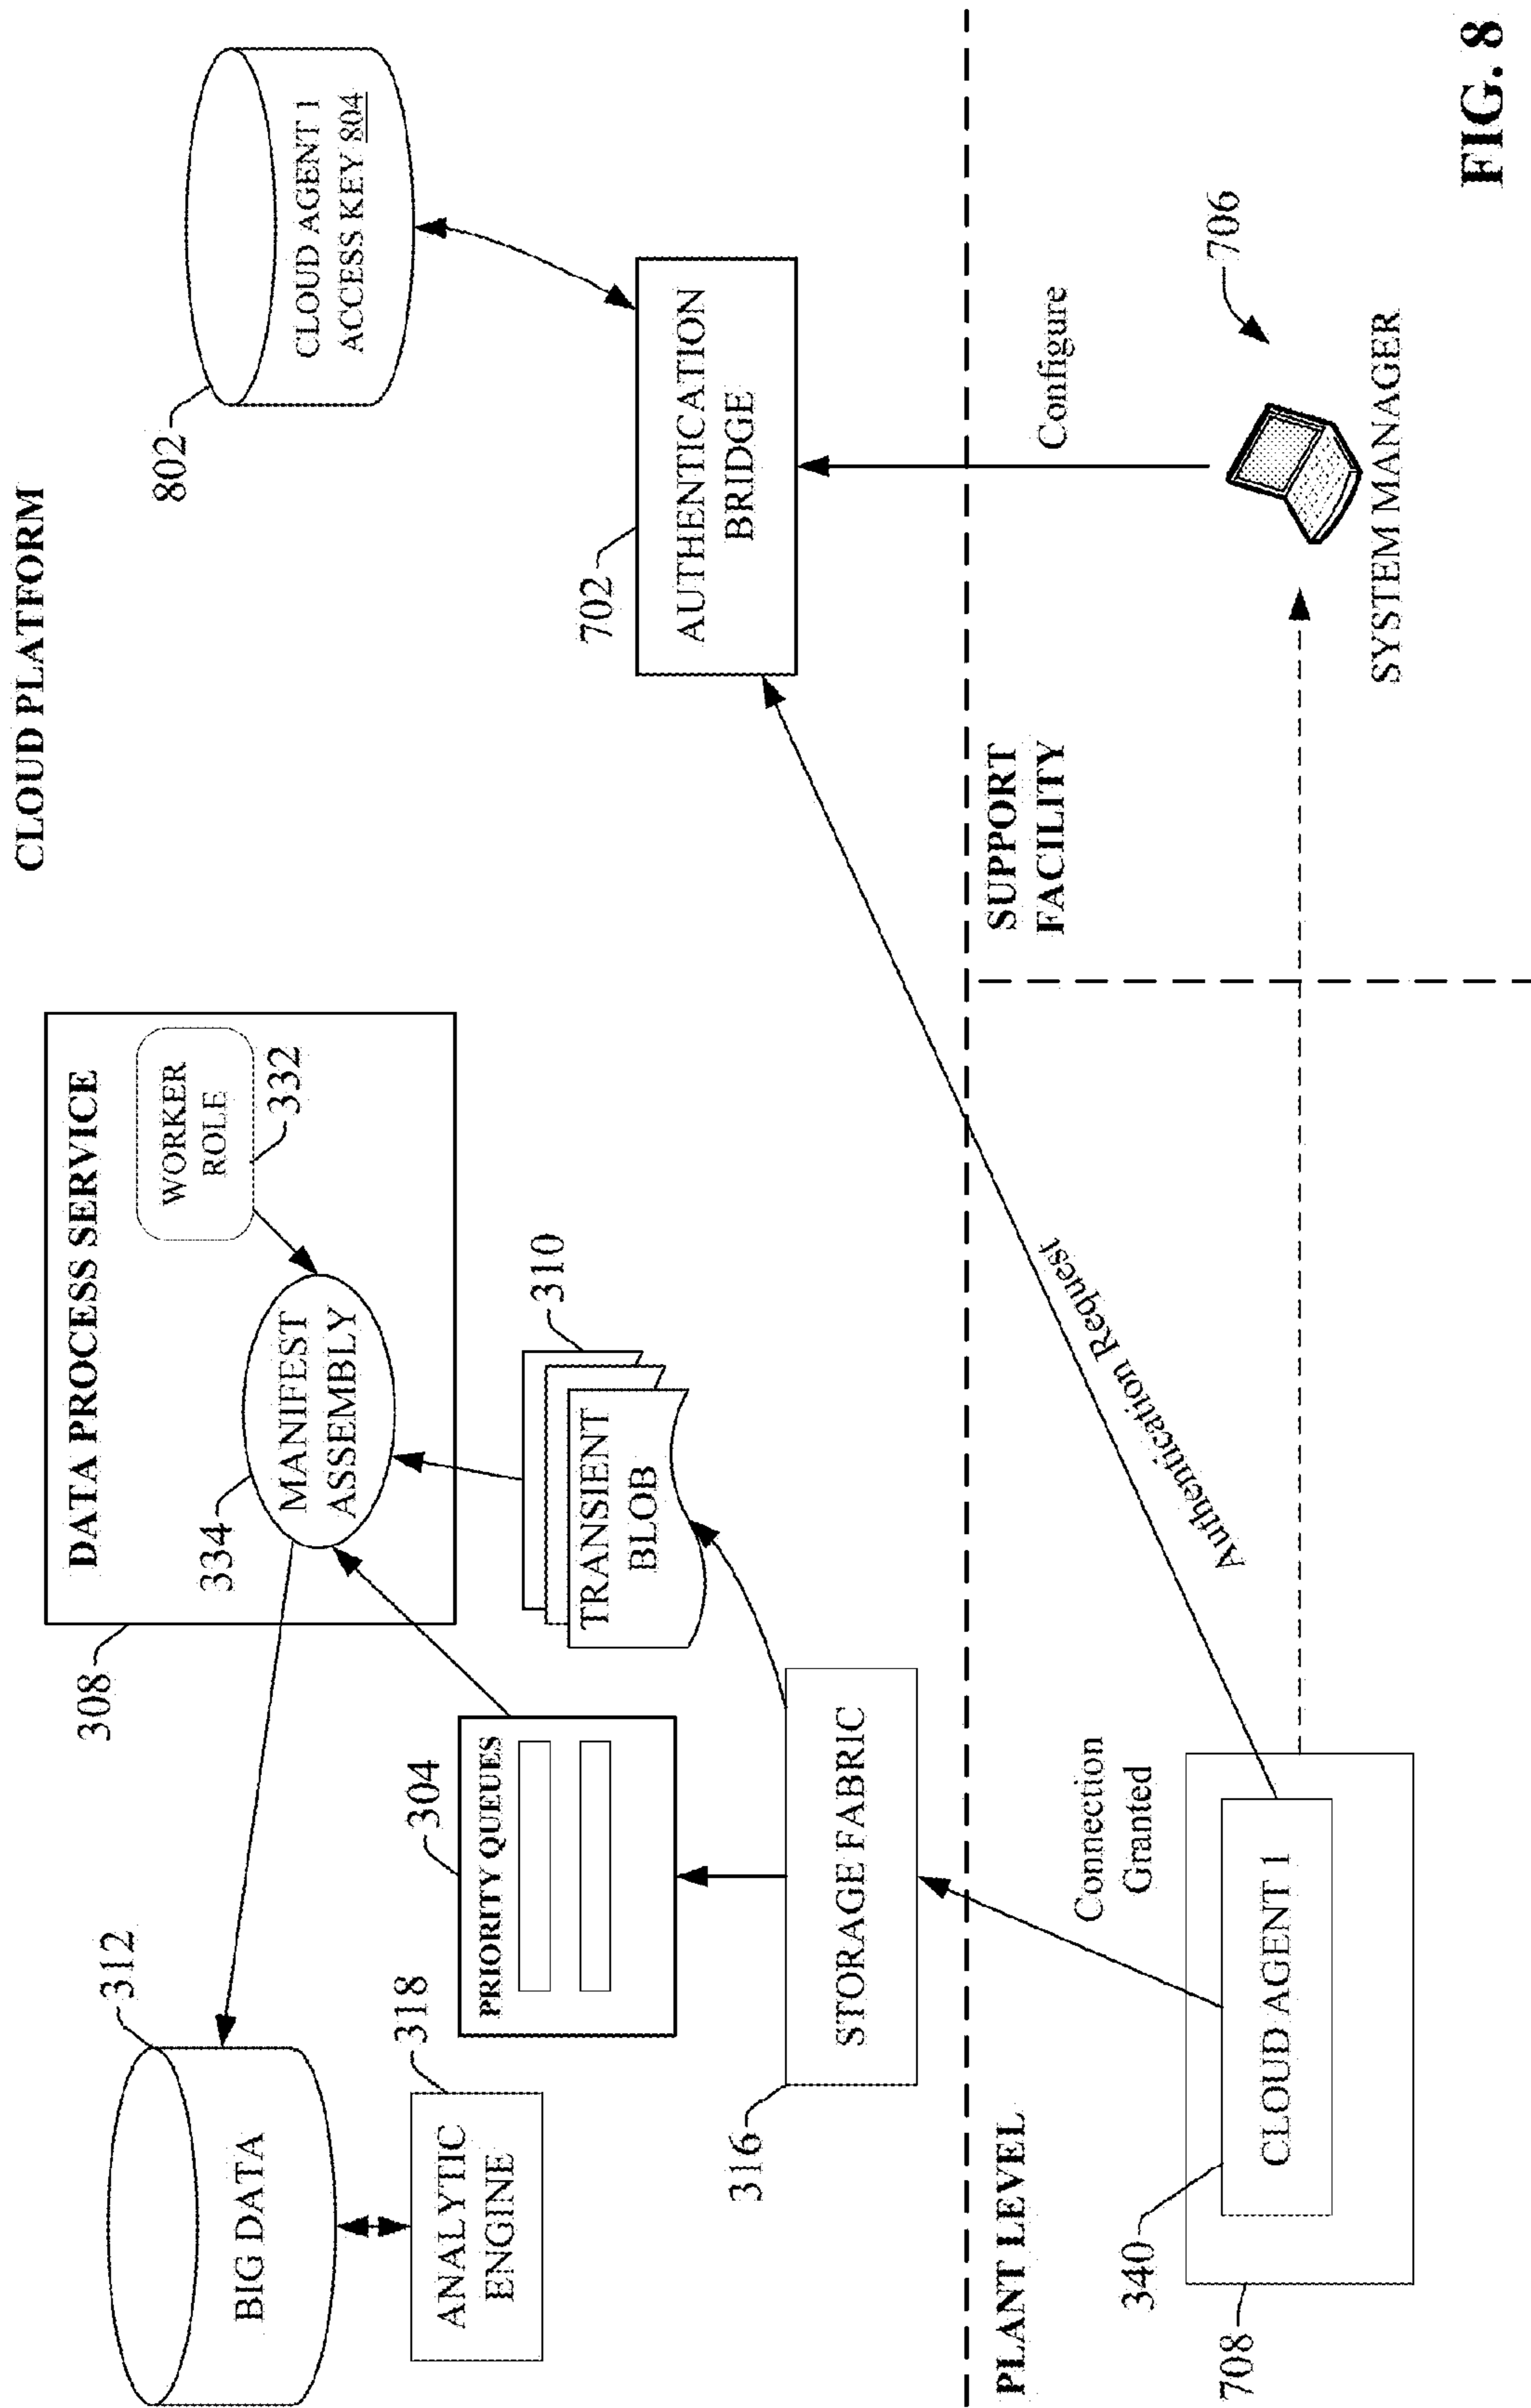 CLOUD PLATFORM
312
BIG DATA
318
ANALYTIC
ENGINE
308
DATA PROCESS SERVICE
334
MANIFEST
ASSEMBLY
WORKER
ROLE
332
304
PRIORITY QUEUES
310
TRANSIENT
BLOB
316
STORAGE FABRIC
802
CLOUD AGENT 1
ACCESS KEY 804
702
AUTHENTICATION
BRIDGE
PLANT LEVEL
Connection
Granted
Authentication Request
340
CLOUD AGENT 1
708
SUPPORT
FACILITY
Configure
706
SYSTEM MANAGER
FIG. 8